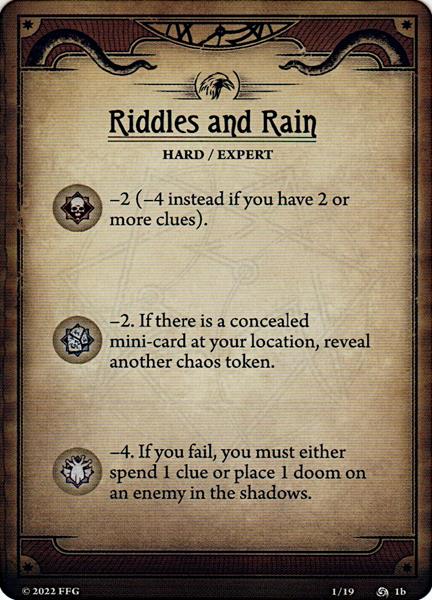 Riddles and Rain
HARD / EXPERT
–2 (–4 instead if you have 2 or
more clues).
–2. If there is a concealed
mini-card at your location, reveal
another chaos token.
–4. If you fail, you must either
spend 1 clue or place 1 doom on
an enemy in the shadows.
© 2022 FFG 1/19 1b